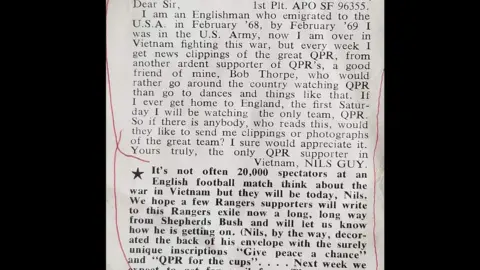 Dear Sir, 1st Plt. APO SF 96355.
I am an Englishman who emigrated to the
U.S.A. in February '68, by February '69 I
was in the U.S. Army, now I am over in
Vietnam fighting this war, but every week I
get news clippings of the great QPR, from
another ardent supporter of QPR's, a good
friend of mine, Bob Thorpe, who would
rather go around the country watching QPR
than go to dances and things like that. If
I ever get home to England, the first Satur-
day I will be watching the only team, QPR.
So if there is anybody, who reads this, would
they like to send me clippings or photographs
of the great team? I sure would appreciate it.
Yours truly, the only QPR supporter in
Vietnam, NILS GUY.
★ It's not often 20,000 spectators at an
English football match think about the
war in Vietnam but they will be today, Nils.
We hope a few Rangers supporters will write
to this Rangers exile now a long, long way
from Shepherds Bush and will let us know
how he is getting on. (Nils, by the way, decor-
ated the back of his envelope with the surely
unique inscriptions "Give peace a chance"
and "QPR for the cups" . . . . Next week we